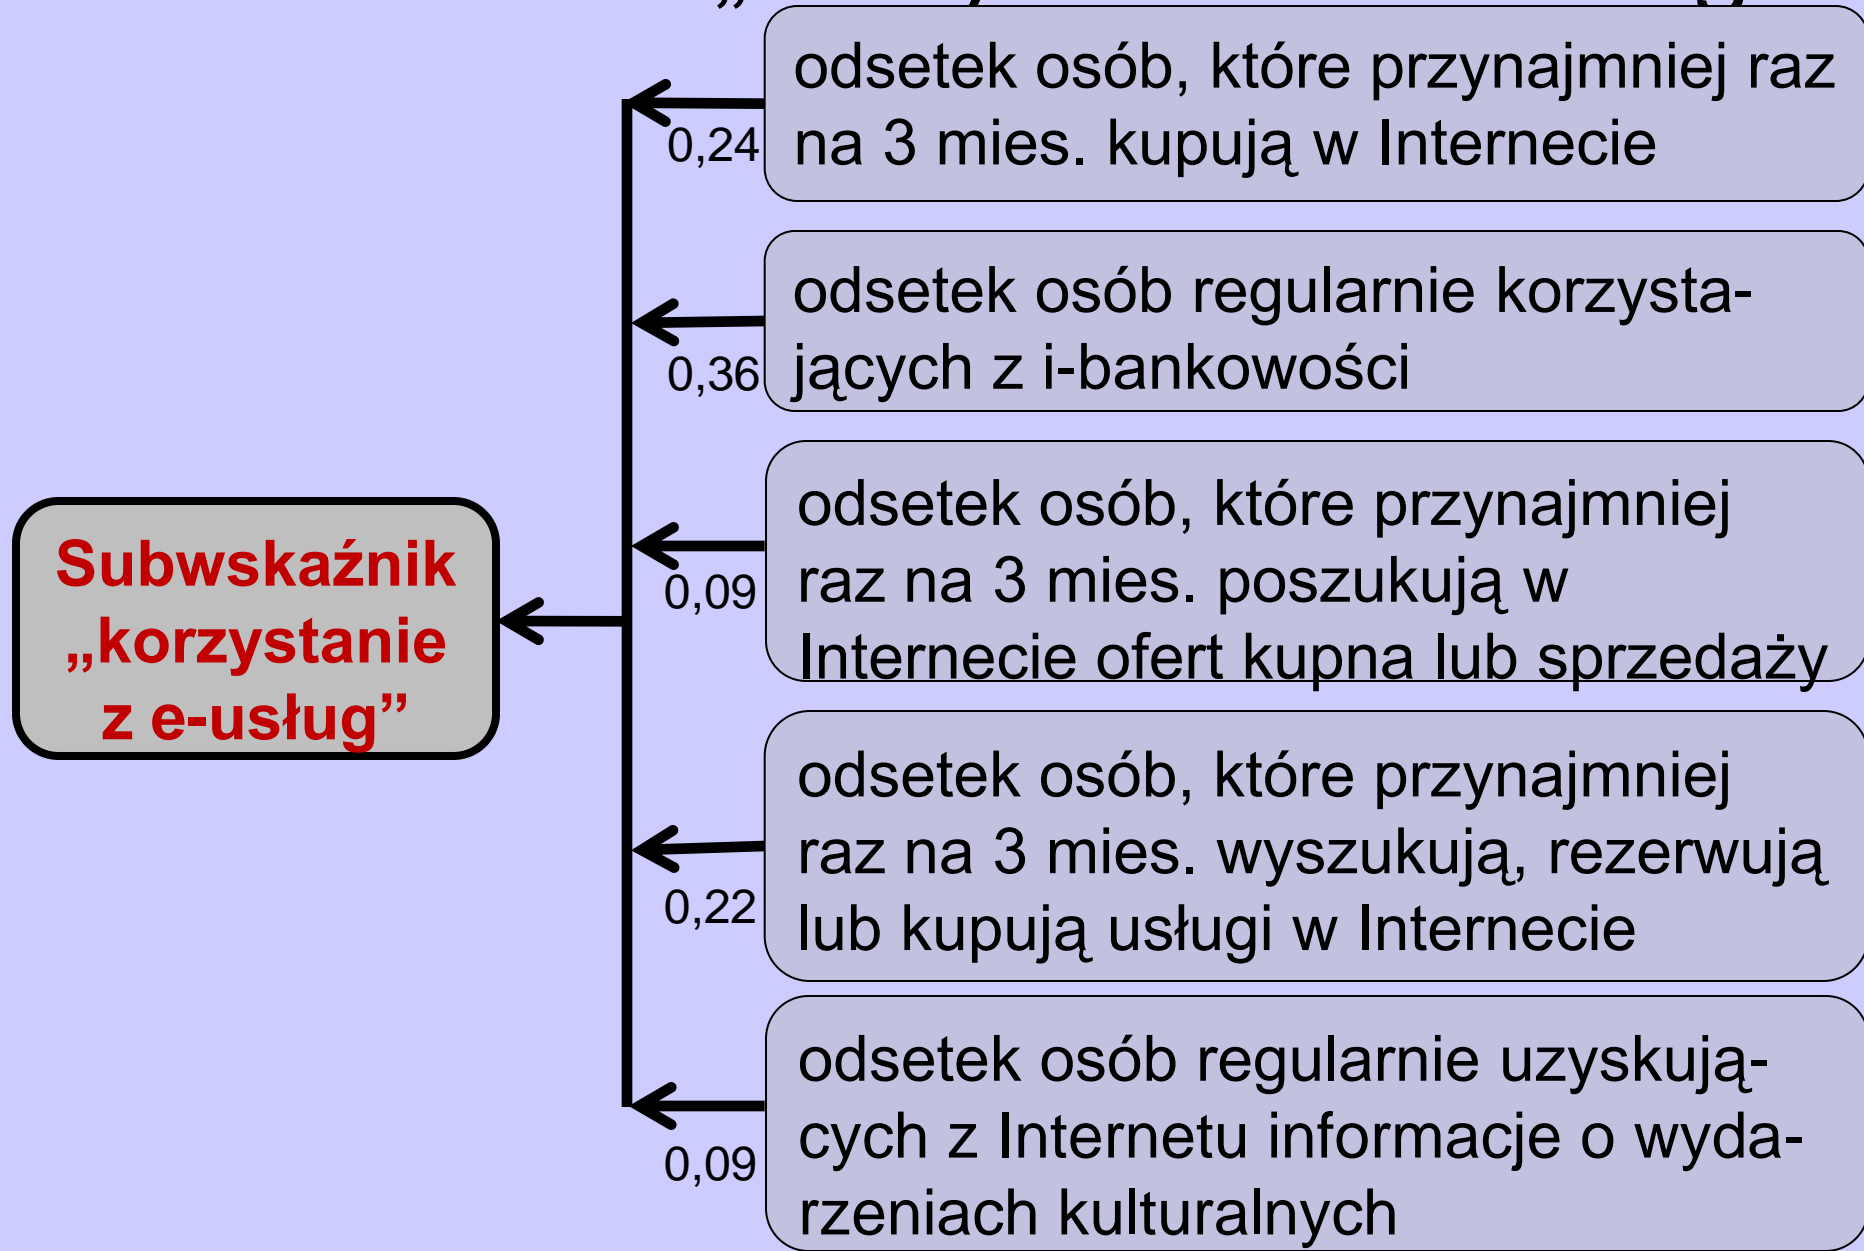 odsetek osób, które przynajmniej raz
na 3 mies. kupują w Internecie
0,24
odsetek osób regularnie korzysta-
jących z i-bankowości
0,36
odsetek osób, które przynajmniej
raz na 3 mies. poszukują w
Internecie ofert kupna lub sprzedaży
0,09
Subwskaźnik
„korzystanie
z e-usług”
odsetek osób, które przynajmniej
raz na 3 mies. wyszukują, rezerwują
lub kupują usługi w Internecie
0,22
odsetek osób regularnie uzyskują-
cych z Internetu informacje o wyda-
rzeniach kulturalnych
0,09